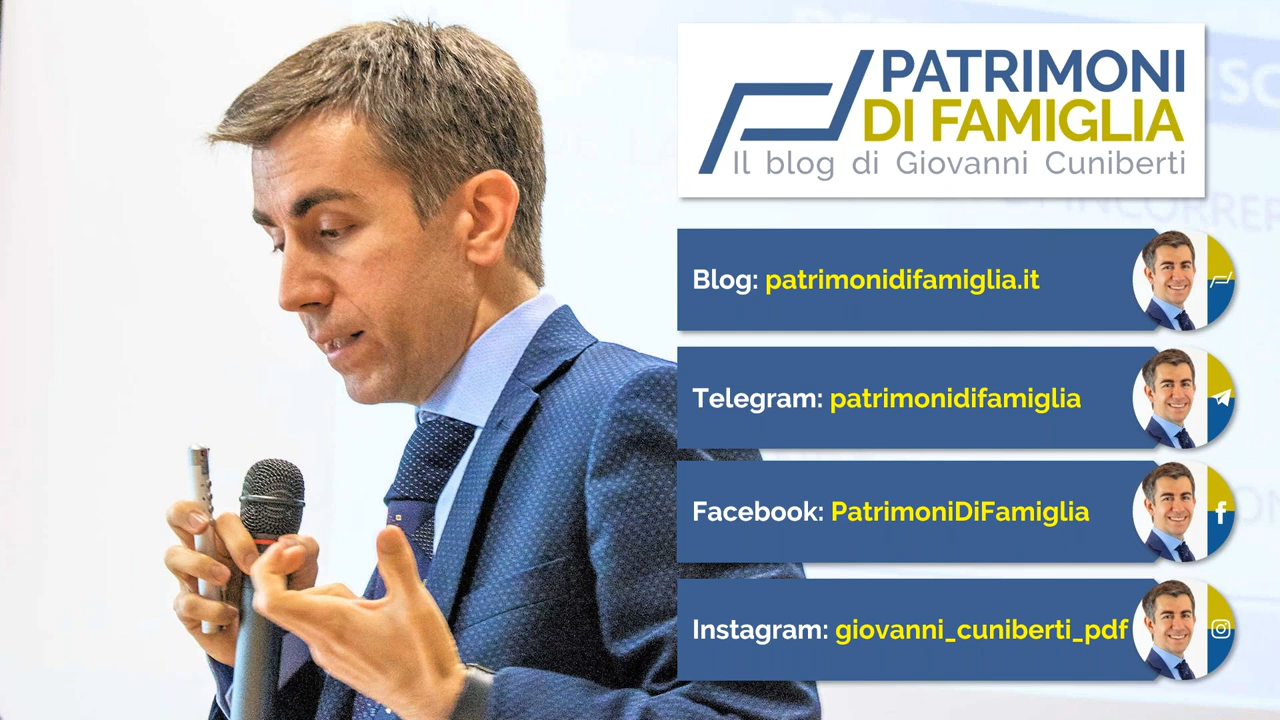 PATRIMONI
DI FAMIGLIA
Il blog di Giovanni Cuniberti
Blog: patrimonidifamiglia.it
Telegram: patrimonidifamiglia
Facebook: PatrimoniDiFamiglia
Instagram: giovanni_cuniberti_pdf